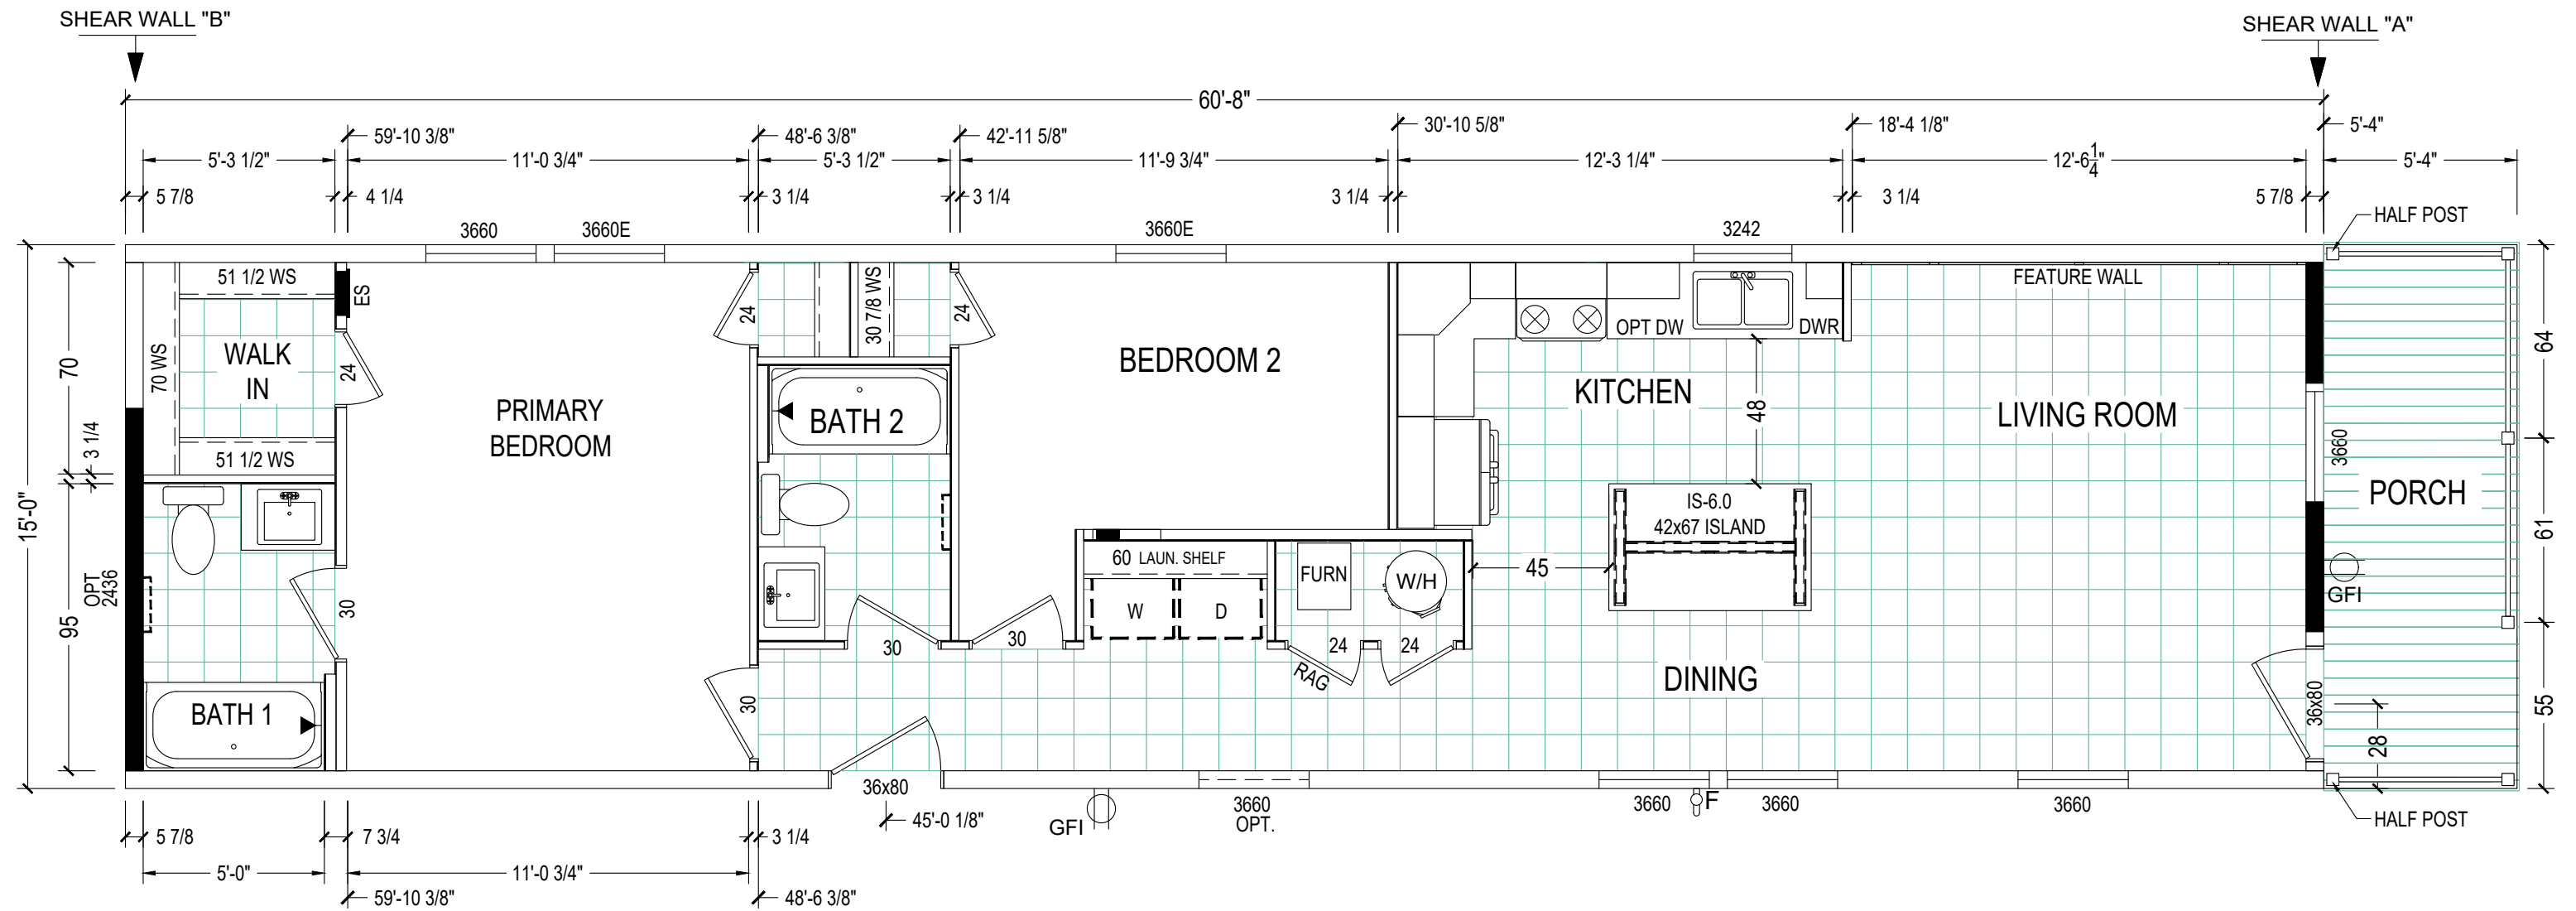 SHEAR WALL "B"
SHEAR WALL "A"
60'-8"
59'-10 3/8"
48'-6 3/8"
42'-11 5/8"
30'-10 5/8"
18'-4 1/8"
5'-4"
5'-3 1/2"
11'-0 3/4"
5'-3 1/2"
11'-9 3/4"
12'-3 1/4"
12'-6 1/4"
5'-4"
5 7/8
4 1/4
3 1/4
3 1/4
3 1/4
3 1/4
5 7/8
HALF POST
3660
3660E
3660E
3242
51 1/2 WS
ES
70 WS
WALK
IN
24
51 1/2 WS
70
3 1/4
15'-0"
95
OPT
2436
PRIMARY
BEDROOM
24
30 7/8 WS
24
BATH 2
BEDROOM 2
OPT DW
DWR
FEATURE WALL
KITCHEN
48
LIVING ROOM
3660
PORCH
64
61
55
IS-6.0
42x67 ISLAND
45
60 LAUN. SHELF
W
D
FURN
W/H
GFI
30
BATH 1
30
30
30
24
24
RAG
DINING
36x80
28
36x80
45'-0 1/8"
GFI
3660
OPT.
3660
F
3660
3660
HALF POST
5 7/8
7 3/4
3 1/4
5'-0"
11'-0 3/4"
59'-10 3/8"
48'-6 3/8"